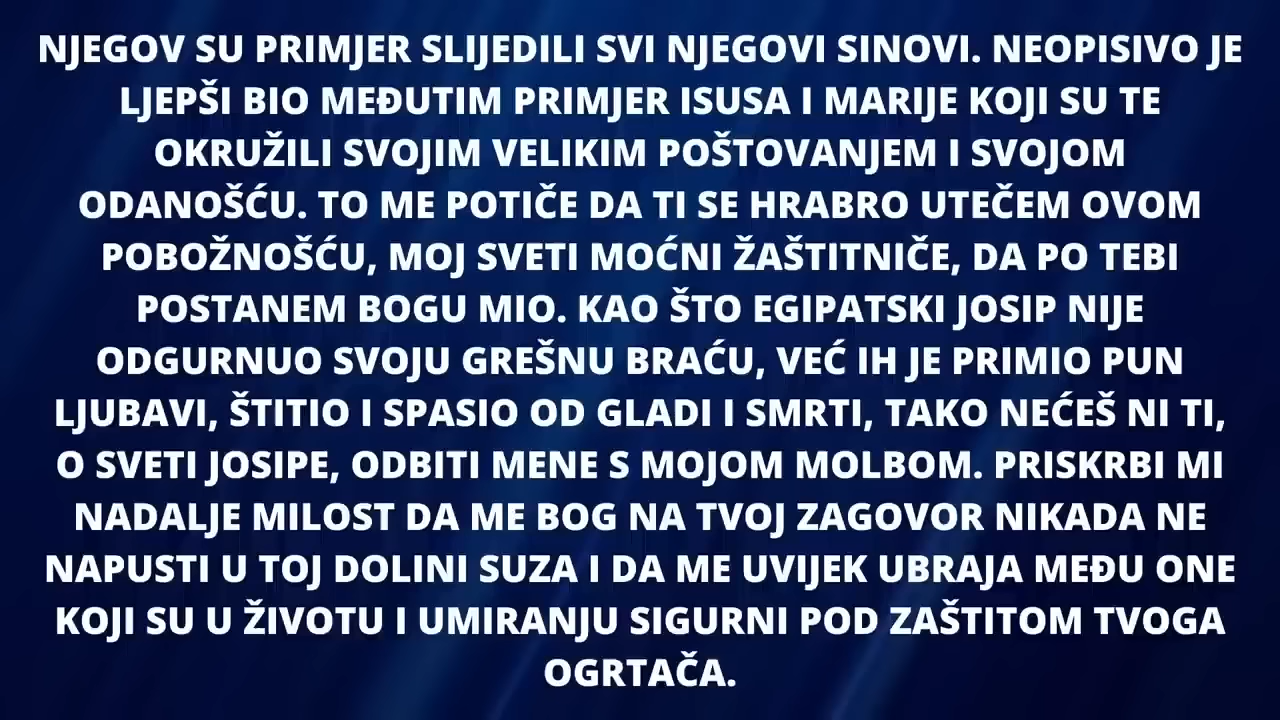 NJEGOV SU PRIMJER SLIJEDILI SVI NJEGOVI SINOVI. NEOPISIVO JE
LJEPŠI BIO MEĐUTIM PRIMJER ISUSA I MARIJE KOJI SU TE
OKRUŽILI SVOJIM VELIKIM POŠTOVANJEM I SVOJOM
ODANOŠĆU. TO ME POTIČE DA TI SE HRABRO UTEČEM OVOM
POBOŽNOŠĆU, MOJ SVETI MOĆNI ŽAŠTITNIČE, DA PO TEBI
POSTANEM BOGU MIO. KAO ŠTO EGIPATSKI JOSIP NIJE
ODGURNUO SVOJU GREŠNU BRAĆU, VEĆ IH JE PRIMIO PUN
LJUBAVI, ŠTITIO I SPASIO OD GLADI I SMRTI, TAKO NEĆEŠ NI TI,
O SVETI JOSIPE, ODBITI MENE S MOJOM MOLBOM. PRISKRBI MI
NADALJE MILOST DA ME BOG NA TVOJ ZAGOVOR NIKADA NE
NAPUSTI U TOJ DOLINI SUZA I DA ME UVIJEK UBRAJA MEĐU ONE
KOJI SU U ŽIVOTU I UMIRANJU SIGURNI POD ZAŠTITOM TVOGA
OGRTAČA.